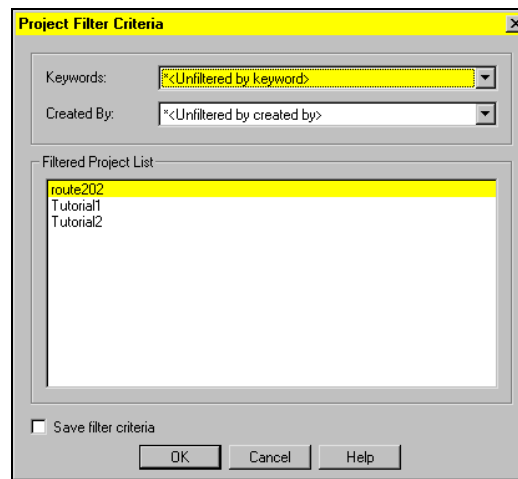 Project Filter Criteria
Keywords: *<Unfiltered by keyword>
Created By: *<Unfiltered by created by>
Filtered Project List
route202
Tutorial1
Tutorial2
Save filter criteria
OK Cancel Help